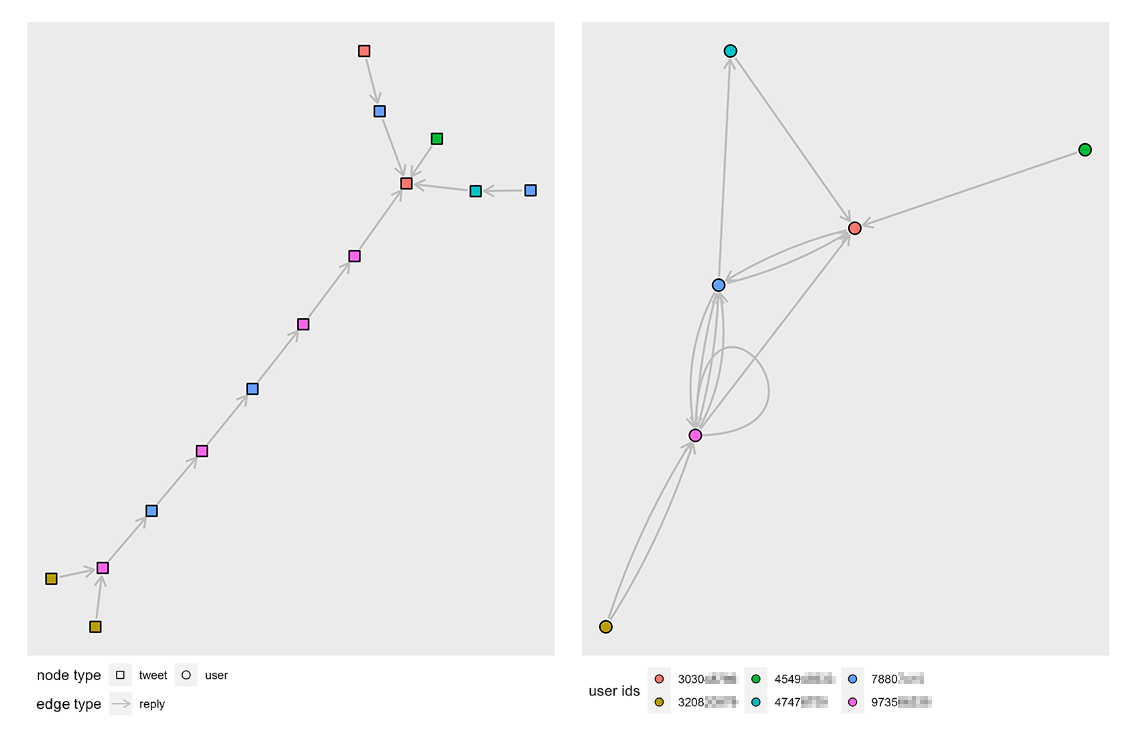 node type tweet user
edge type reply
user ids
3030 4549 7880
3208 4747 9735